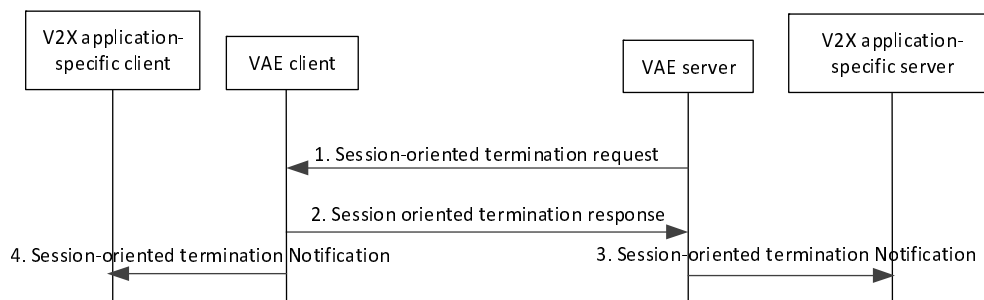 V2X application-
specific client
VAE client
VAE server
V2X application-
specific server
1. Session-oriented termination request
2. Session oriented termination response
4. Session-oriented termination Notification
3. Session-oriented termination Notification